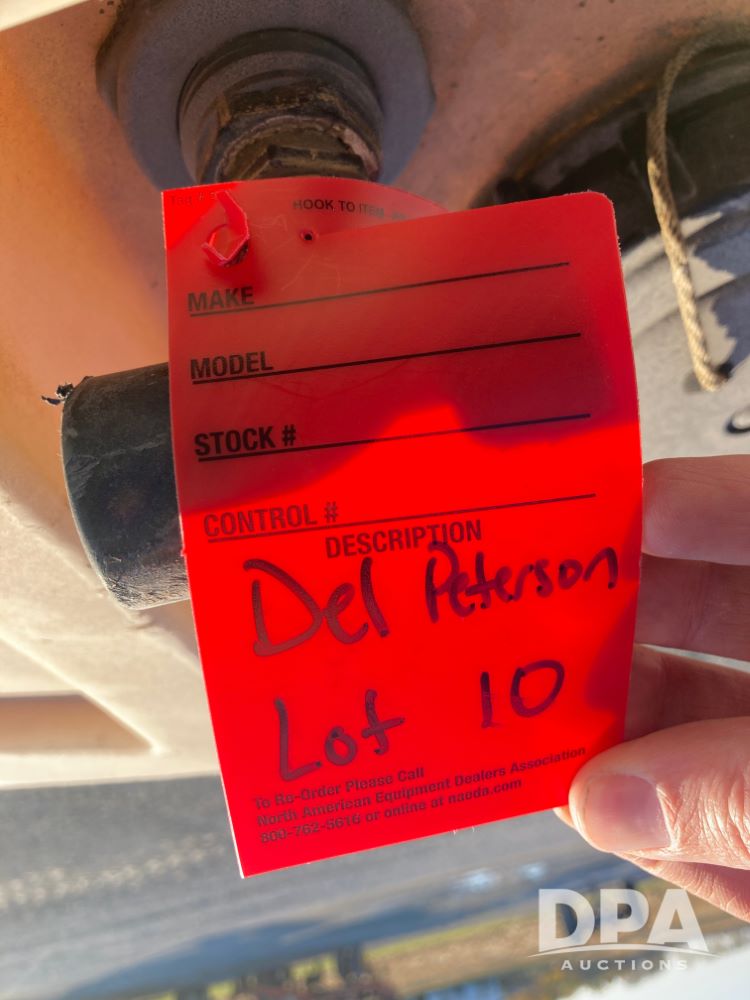 HOOK TO ITEM
MAKE
MODEL
STOCK #
CONTROL #
DESCRIPTION
Del Peterson
Lot 10
To Re-Order Please Call
North American Equipment Dealers Association
800-762-5616 or online at naeda.com
DPA
AUCTIONS